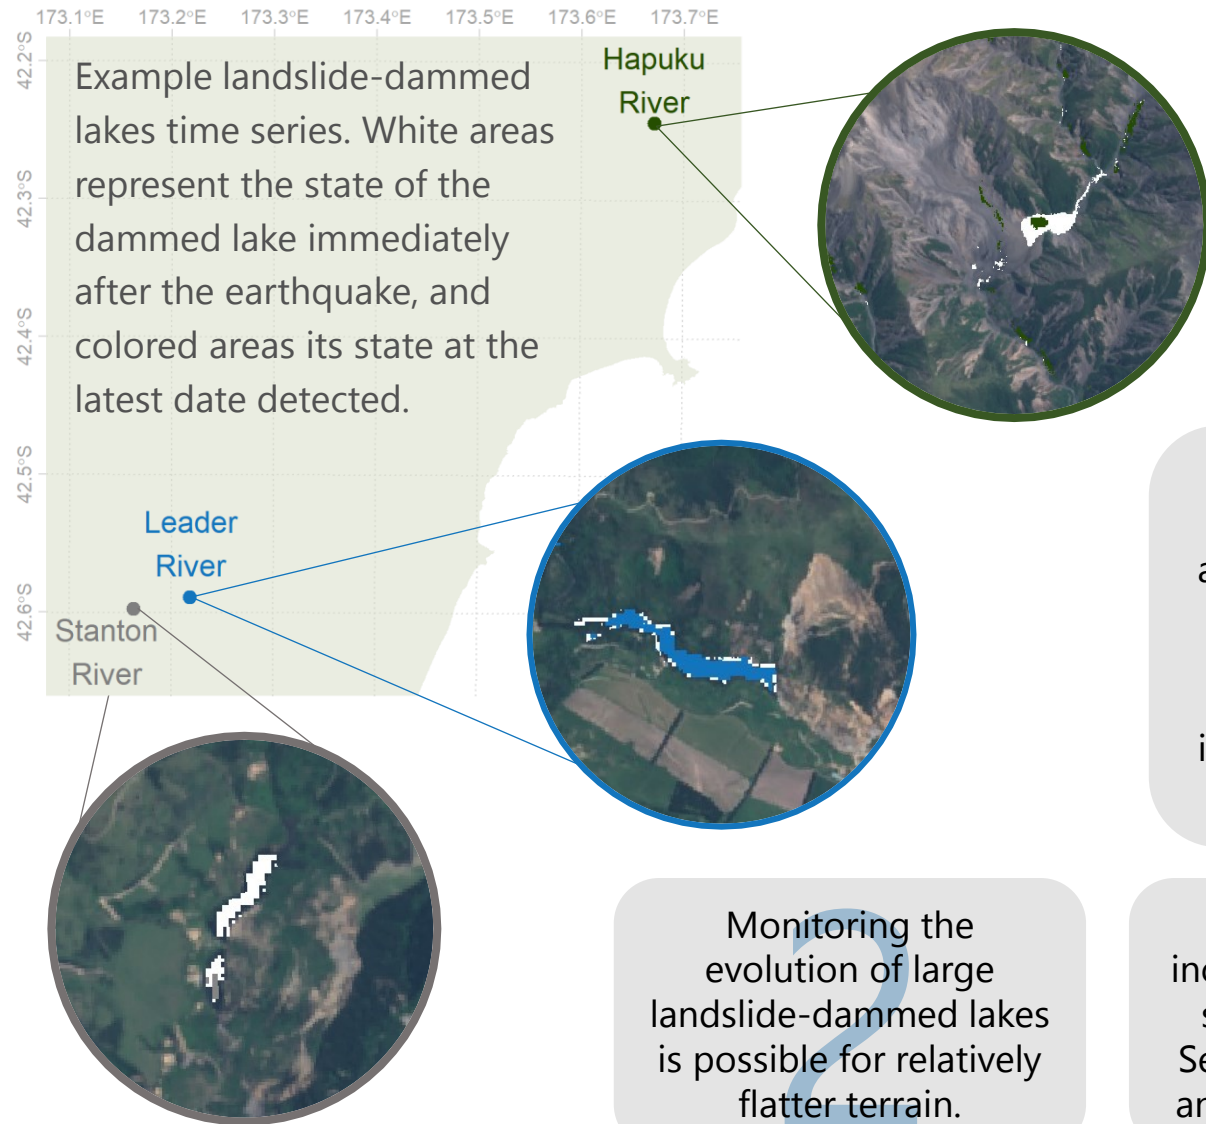 173.1°E 173.2°E 173.3°E 173.4°E 173.5°E 173.6°E 173.7°E
42.2°S
42.3°S
42.4°S
42.5°S
42.6°S
Example landslide-dammed
lakes time series. White areas
represent the state of the
dammed lake immediately
after the earthquake, and
colored areas its state at the
latest date detected.
Hapuku
River
Leader
River
Stanton
River
2
Monitoring the
evolution of large
landslide-dammed lakes
is possible for relatively
flatter terrain.